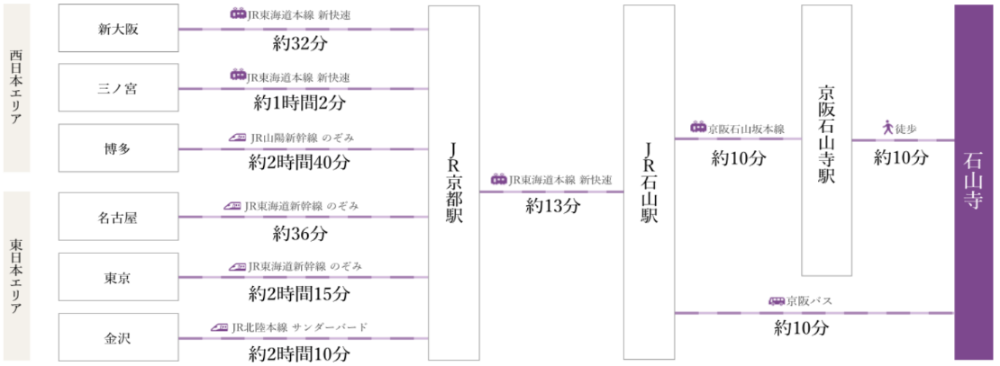 西日本エリア
新大阪
JR東海道本線 新快速
約32分
三ノ宮
JR東海道本線 新快速
約1時間2分
博多
JR山陽新幹線 のぞみ
約2時間40分
東日本エリア
名古屋
JR東海道新幹線 のぞみ
約36分
東京
JR東海道新幹線 のぞみ
約2時間15分
金沢
JR北陸本線 サンダーバード
約2時間10分
JR京都駅
JR東海道本線 新快速
約13分
JR石山駅
京阪石山坂本線
約10分
京阪石山寺駅
徒歩
約10分
京阪バス
約10分
石山寺